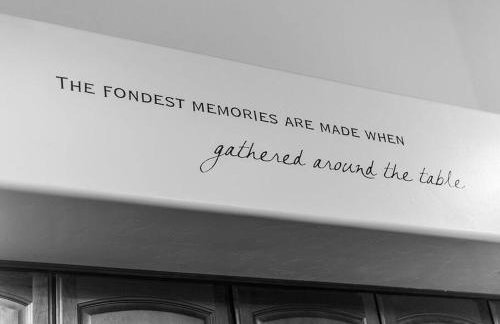 THE FONDEST MEMORIES ARE MADE WHEN
gathered around the table.